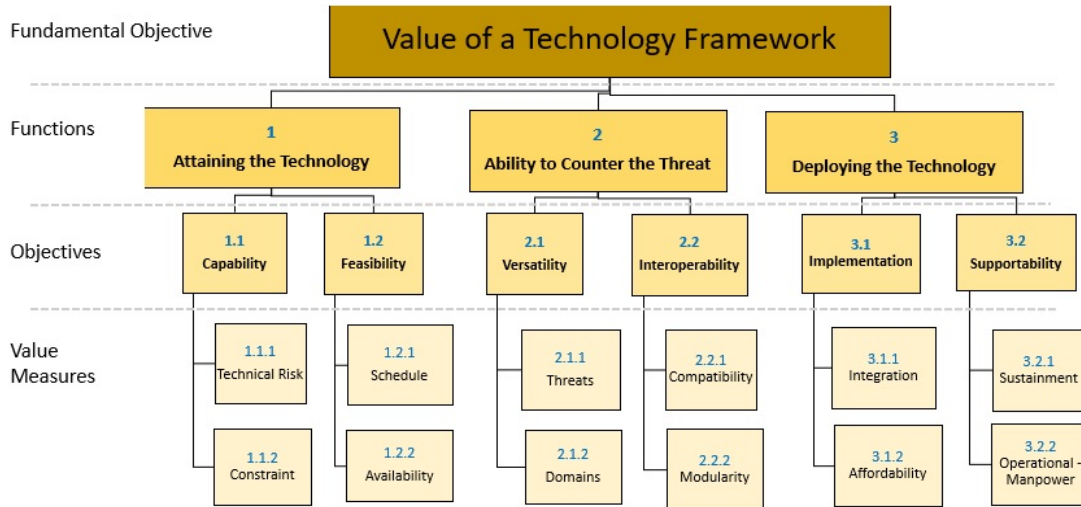 Fundamental Objective
Value of a Technology Framework
Functions
1
Attaining the Technology
2
Ability to Counter the Threat
3
Deploying the Technology
Objectives
1.1
Capability
1.2
Feasibility
2.1
Versatility
2.2
Interoperability
3.1
Implementation
3.2
Supportability
Value
Measures
1.1.1
Technical Risk
1.2.1
Schedule
2.1.1
Threats
2.2.1
Compatibility
3.1.1
Integration
3.2.1
Sustainment
1.1.2
Constraint
1.2.2
Availability
2.1.2
Domains
2.2.2
Modularity
3.1.2
Affordability
3.2.2
Operational -
Manpower